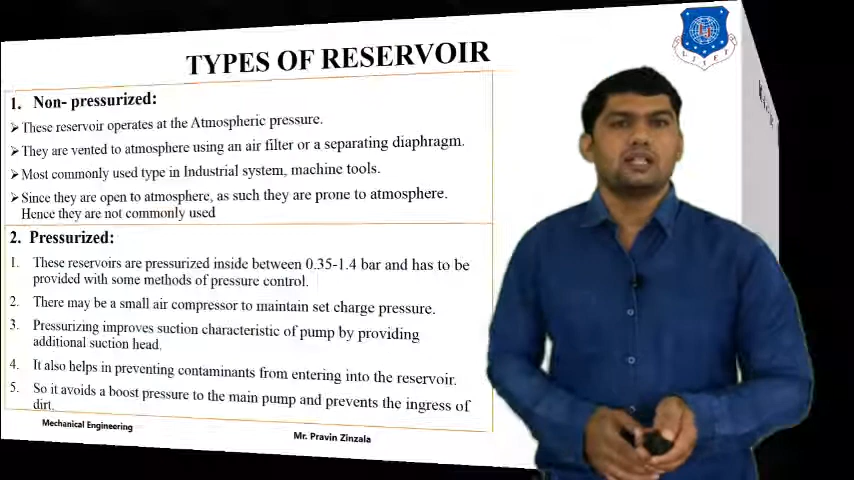 TYPES OF RESERVOIR
1. Non- pressurized:
➢ These reservoir operates at the Atmospheric pressure.
➢ They are vented to atmosphere using an air filter or a separating diaphragm.
➢ Most commonly used type in Industrial system, machine tools.
➢ Since they are open to atmosphere, as such they are prone to atmosphere.
Hence they are not commonly used
2. Pressurized:
1. These reservoirs are pressurized inside between 0.35-1.4 bar and has to be
provided with some methods of pressure control.
2. There may be a small air compressor to maintain set charge pressure.
3. Pressurizing improves suction characteristic of pump by providing
additional suction head.
4. It also helps in preventing contaminants from entering into the reservoir.
5. So it avoids a boost pressure to the main pump and prevents the ingress of
dirt.
Mechanical Engineering
Mr. Pravin Zinzala